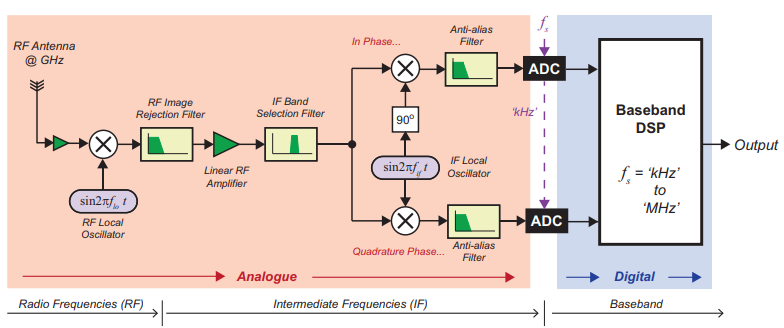 RF Antenna
@ GHz
RF Image
Rejection Filter
Linear RF
Amplifier
IF Band
Selection Filter
sin2πf_lo t
RF Local
Oscillator
In Phase...
Anti-alias
Filter
90°
sin2πf_if t
IF Local
Oscillator
Quadrature Phase...
Anti-alias
Filter
f_s
ADC
'kHz'
ADC
Baseband
DSP
f_s = 'kHz'
to
'MHz'
Output
Analogue
Digital
Radio Frequencies (RF)
Intermediate Frequencies (IF)
Baseband